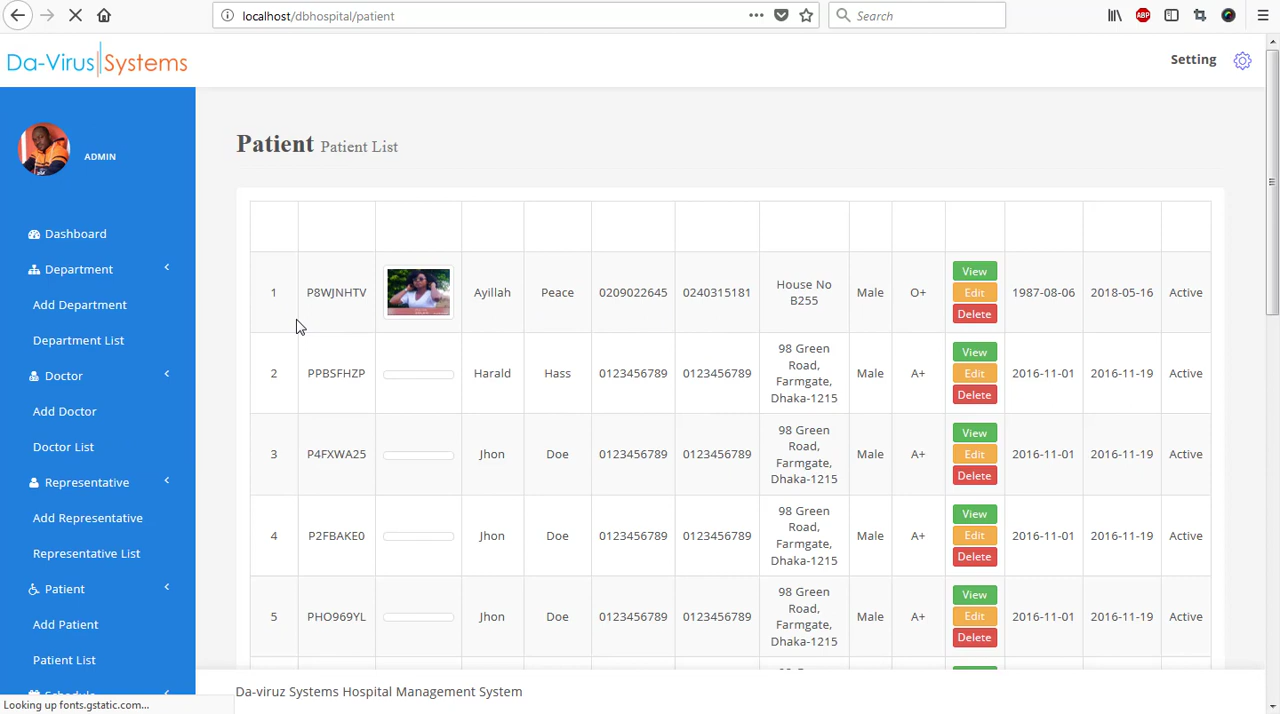 localhost/dbhospital/patient
Search
ABP
Da-Virus Systems
Setting
ADMIN
Dashboard
Department
Add Department
Department List
Doctor
Add Doctor
Doctor List
Representative
Add Representative
Representative List
Patient
Add Patient
Patient List
Schedule
Patient Patient List
1 P8WJNHTV Ayillah Peace 0209022645 0240315181 House No B255 Male O+ View Edit Delete 1987-08-06 2018-05-16 Active
2 PPBSFHZP Harald Hass 0123456789 0123456789 98 Green Road, Farmgate, Dhaka-1215 Male A+ View Edit Delete 2016-11-01 2016-11-19 Active
3 P4FXWA25 Jhon Doe 0123456789 0123456789 98 Green Road, Farmgate, Dhaka-1215 Male A+ View Edit Delete 2016-11-01 2016-11-19 Active
4 P2FBAKE0 Jhon Doe 0123456789 0123456789 98 Green Road, Farmgate, Dhaka-1215 Male A+ View Edit Delete 2016-11-01 2016-11-19 Active
5 PHO969YL Jhon Doe 0123456789 0123456789 98 Green Road, Farmgate, Dhaka-1215 Male A+ View Edit Delete 2016-11-01 2016-11-19 Active
Da-viruz Systems Hospital Management System
Looking up fonts.gstatic.com...